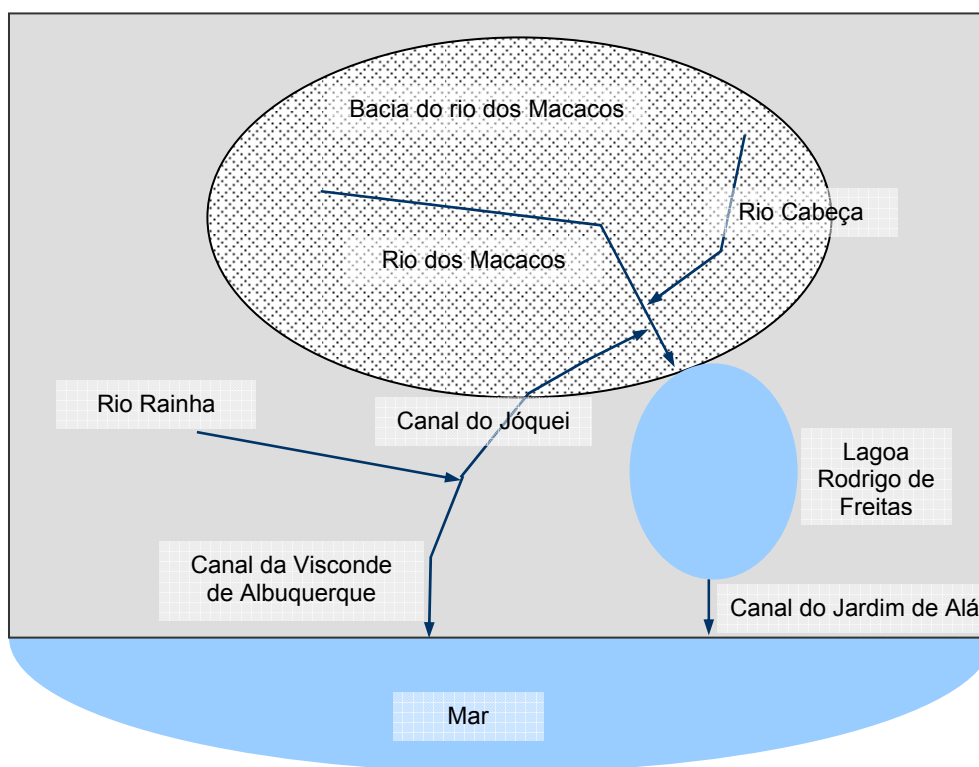 Bacia do rio dos Macacos
Rio Cabeça
Rio dos Macacos
Rio Rainha
Canal do Jóquei
Lagoa
Rodrigo de
Freitas
Canal da Visconde
de Albuquerque
Canal do Jardim de Alá
Mar